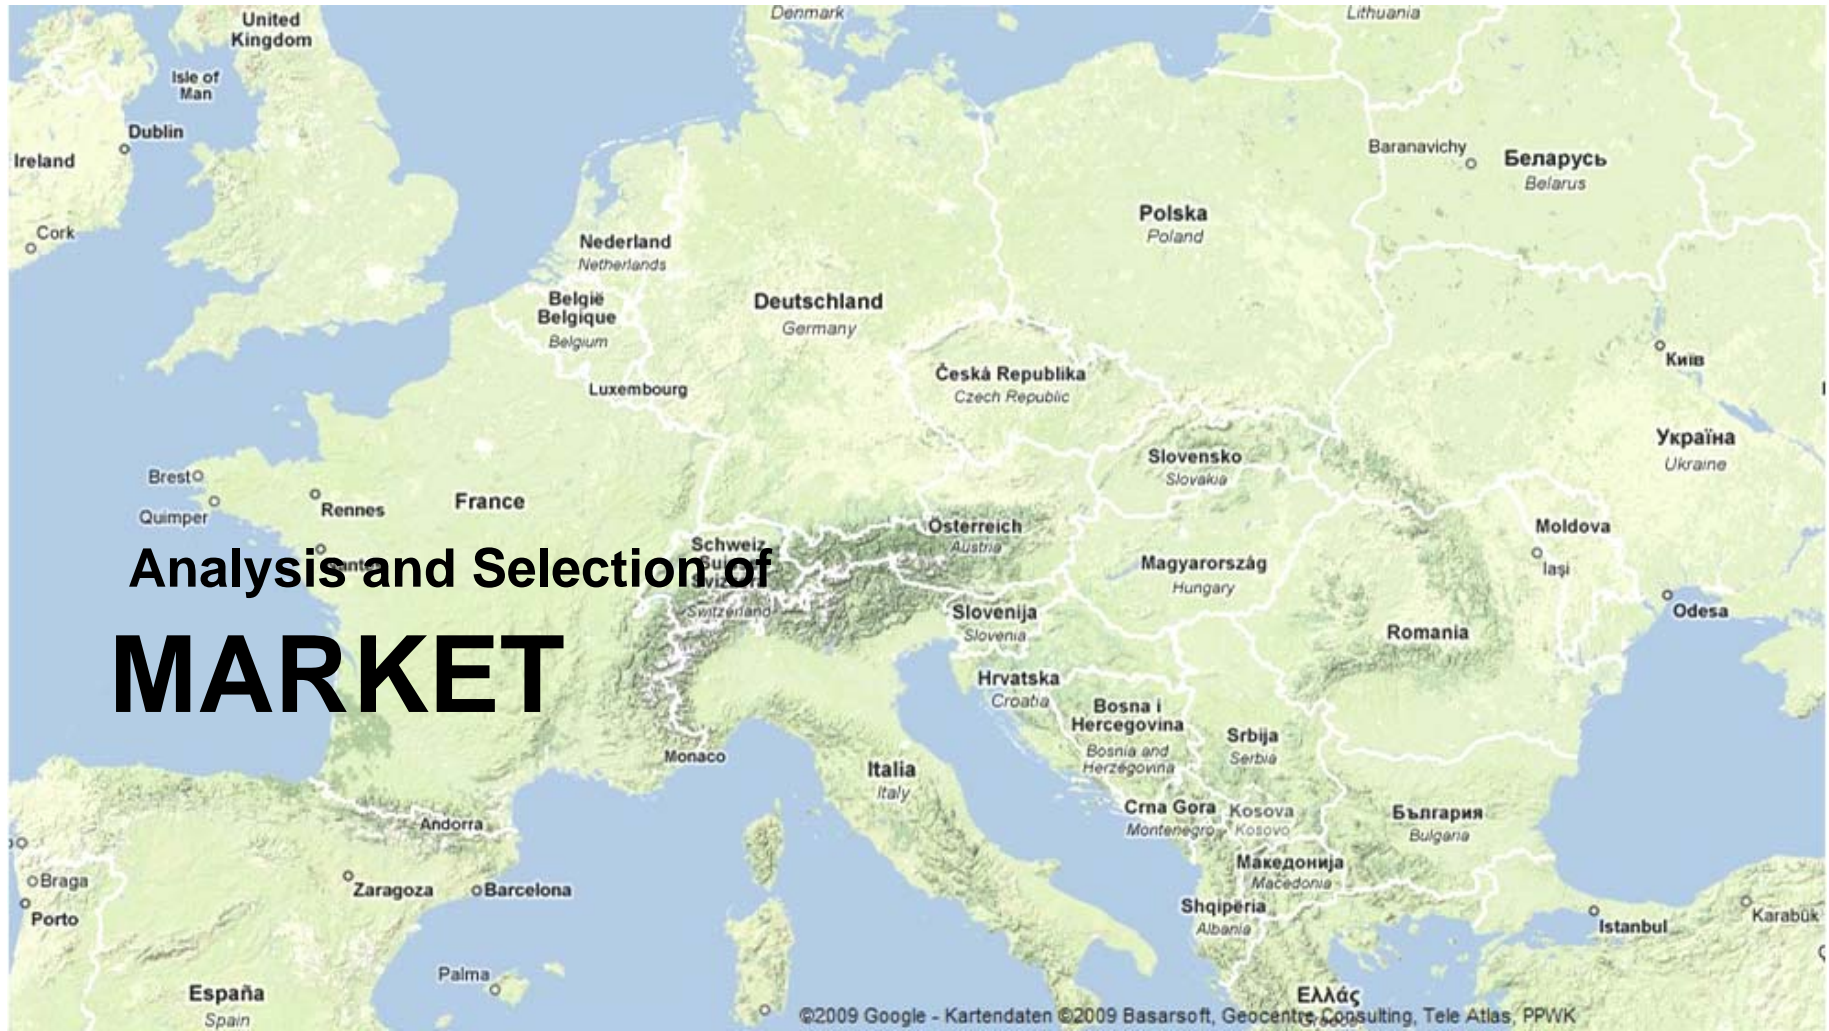 Denmark
Lithuania
United
Kingdom
Isle of
Man
Dublin
Ireland
Baranavichy
Беларусь
Belarus
Cork
Polska
Poland
Nederland
Netherlands
België
Belgique
Belgium
Deutschland
Germany
Київ
Česká Republika
Czech Republic
Luxembourg
Україна
Ukraine
Slovensko
Slovakia
Brest
Quimper
Rennes
France
Österreich
Austria
Moldova
Iași
Schweiz
Switzerland
Magyarország
Hungary
Analysis and Selection of
MARKET
Slovenija
Slovenia
Odesa
Romania
Hrvatska
Croatia
Bosna i
Hercegovina
Bosnia and
Herzegovina
Srbija
Serbia
Monaco
Italia
Italy
Crna Gora
Montenegro
Kosova
Kosovo
България
Bulgaria
Andorra
Македонија
Macedonia
Braga
Porto
Zaragoza
Barcelona
Shqipëria
Albania
Istanbul
Karabük
Palma
España
Spain
Ελλάς
©2009 Google - Kartendaten ©2009 Basarsoft, Geocentre Consulting, Tele Atlas, PPWK